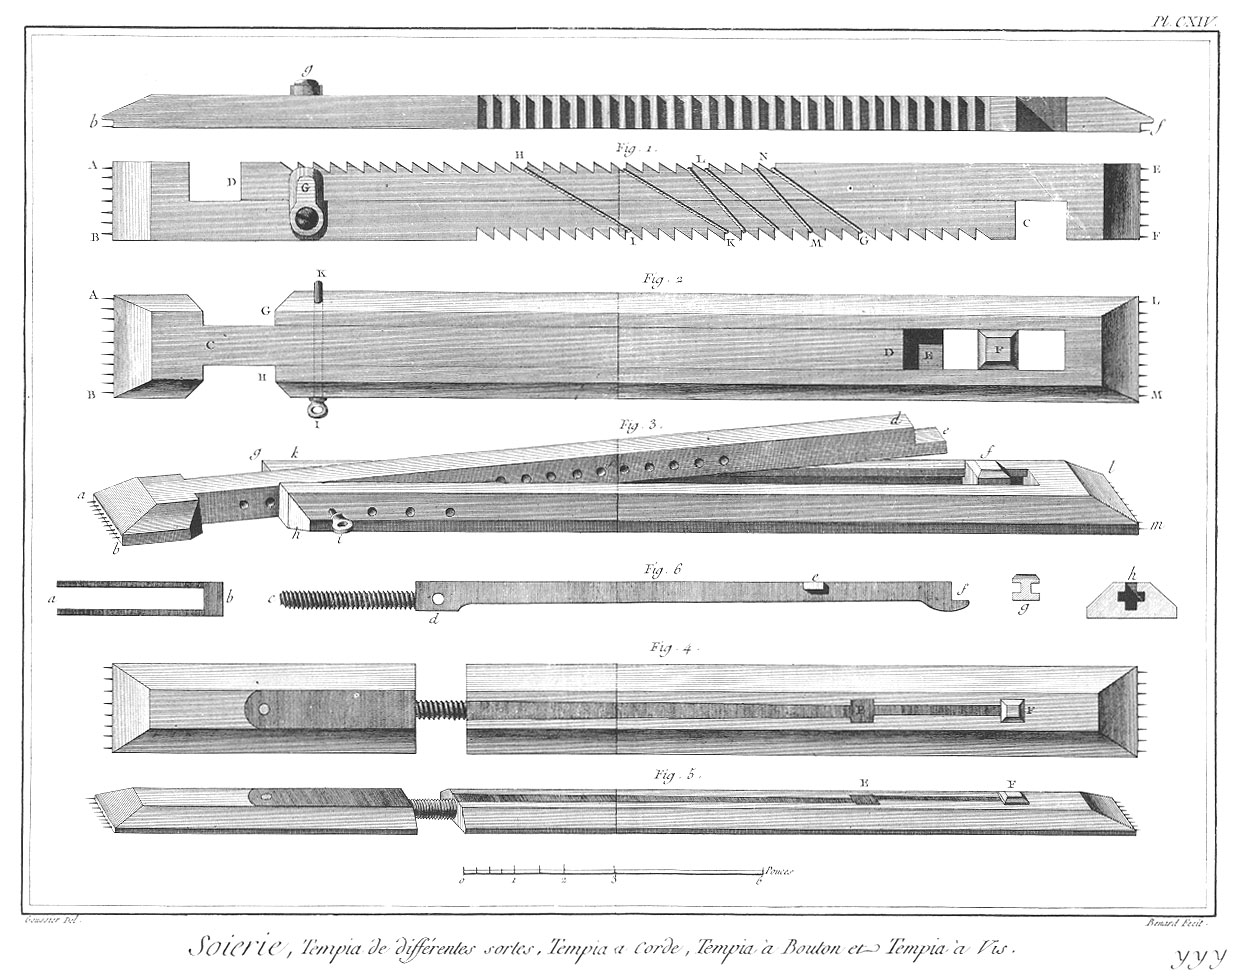 Pl. CXIV.
g
b f
Fig. 1.
A H L N E
D G
C
B I K M G F
K Fig. 2
A L
G
C D E F
H
B M
I
Fig. 3.
d e
g k f l
a
h i m
b
Fig. 6
a b c d e f g h
Fig. 4.
E F
Fig. 5.
E F
0 1 2 3 6 Pouces
Goussier Del. Benard Fecit.
Soierie, Tempia de différentes sortes, Tempia a Corde, Tempia à Bouton et Tempia à Vis.
yyy